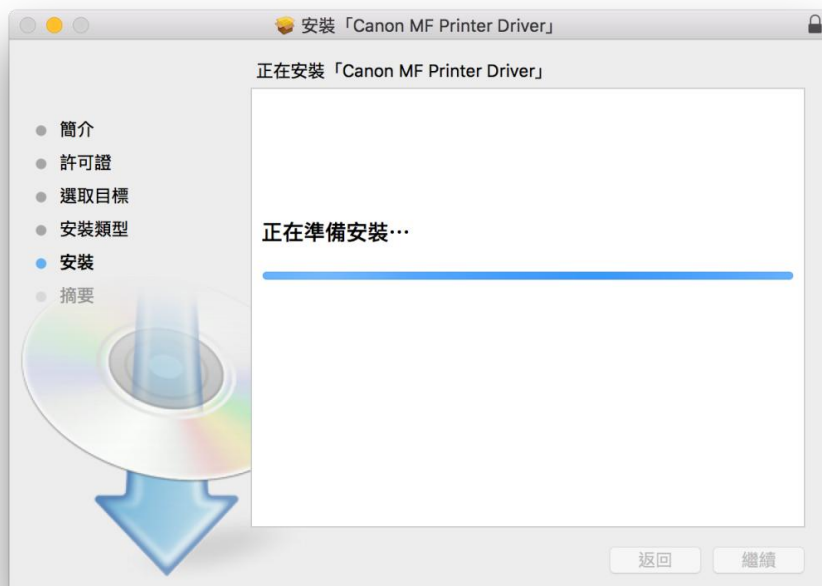 安裝「Canon MF Printer Driver」
正在安裝「Canon MF Printer Driver」
簡介
許可證
選取目標
安裝類型
安裝
摘要
正在準備安裝⋯
返回
繼續